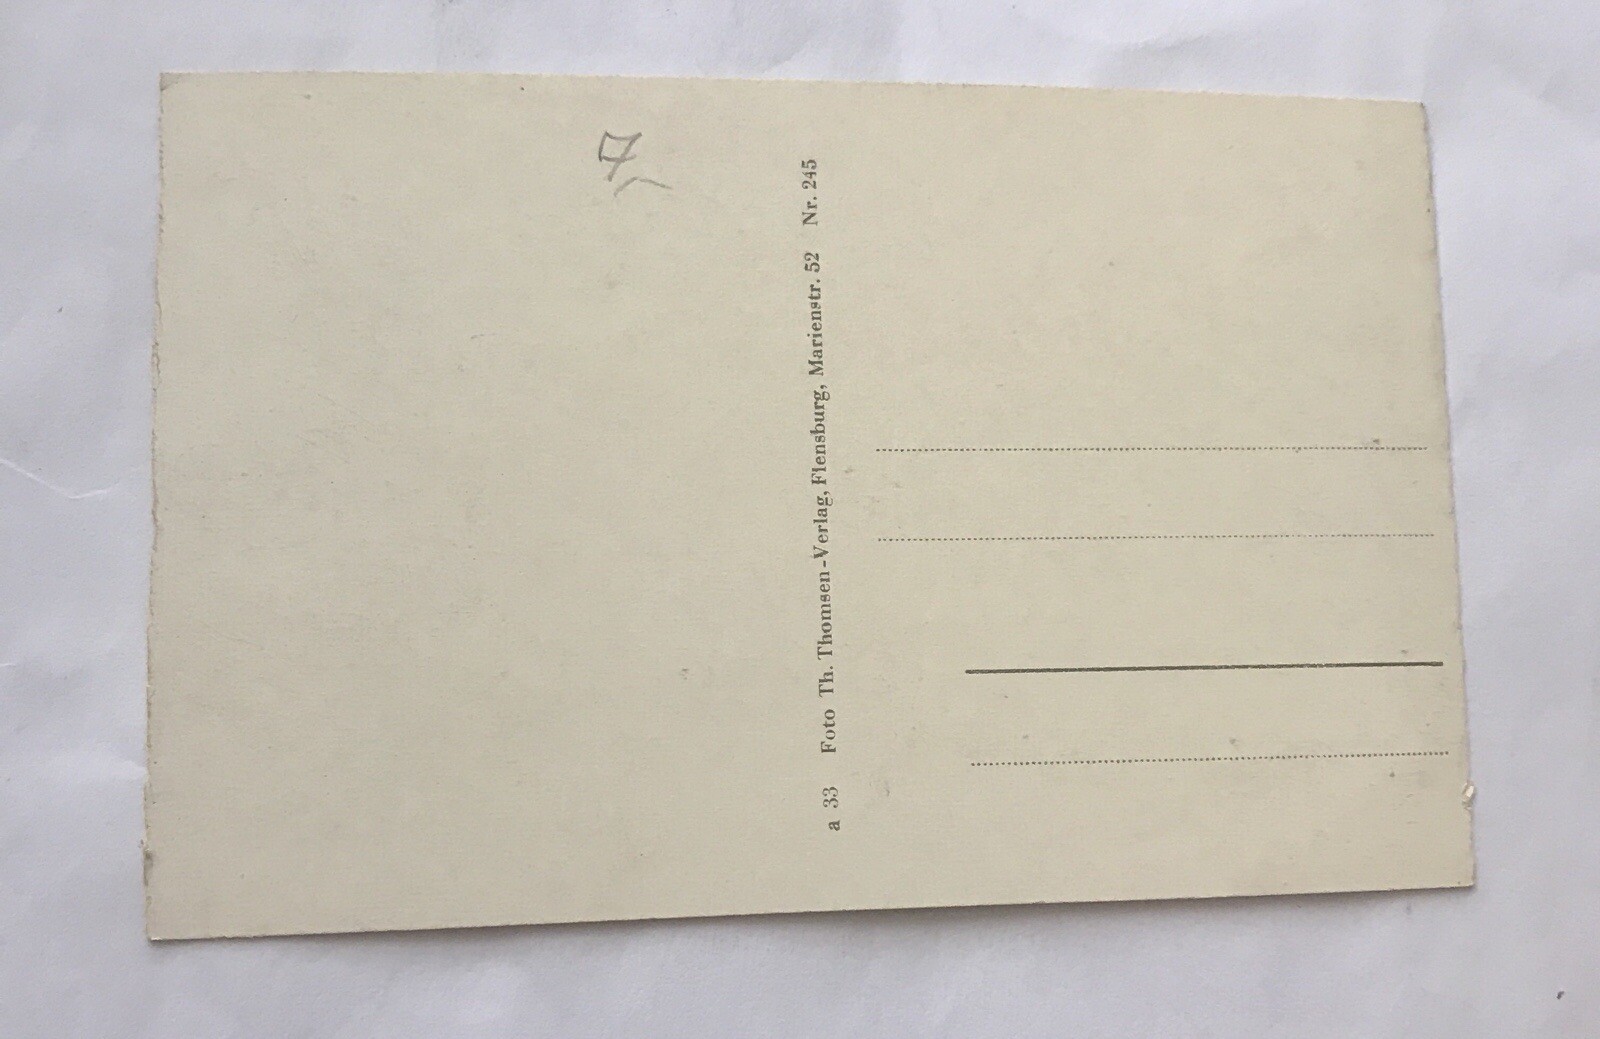 7,-
a 33 Foto Th. Thomsen-Verlag, Flensburg, Marienstr. 52 Nr. 245